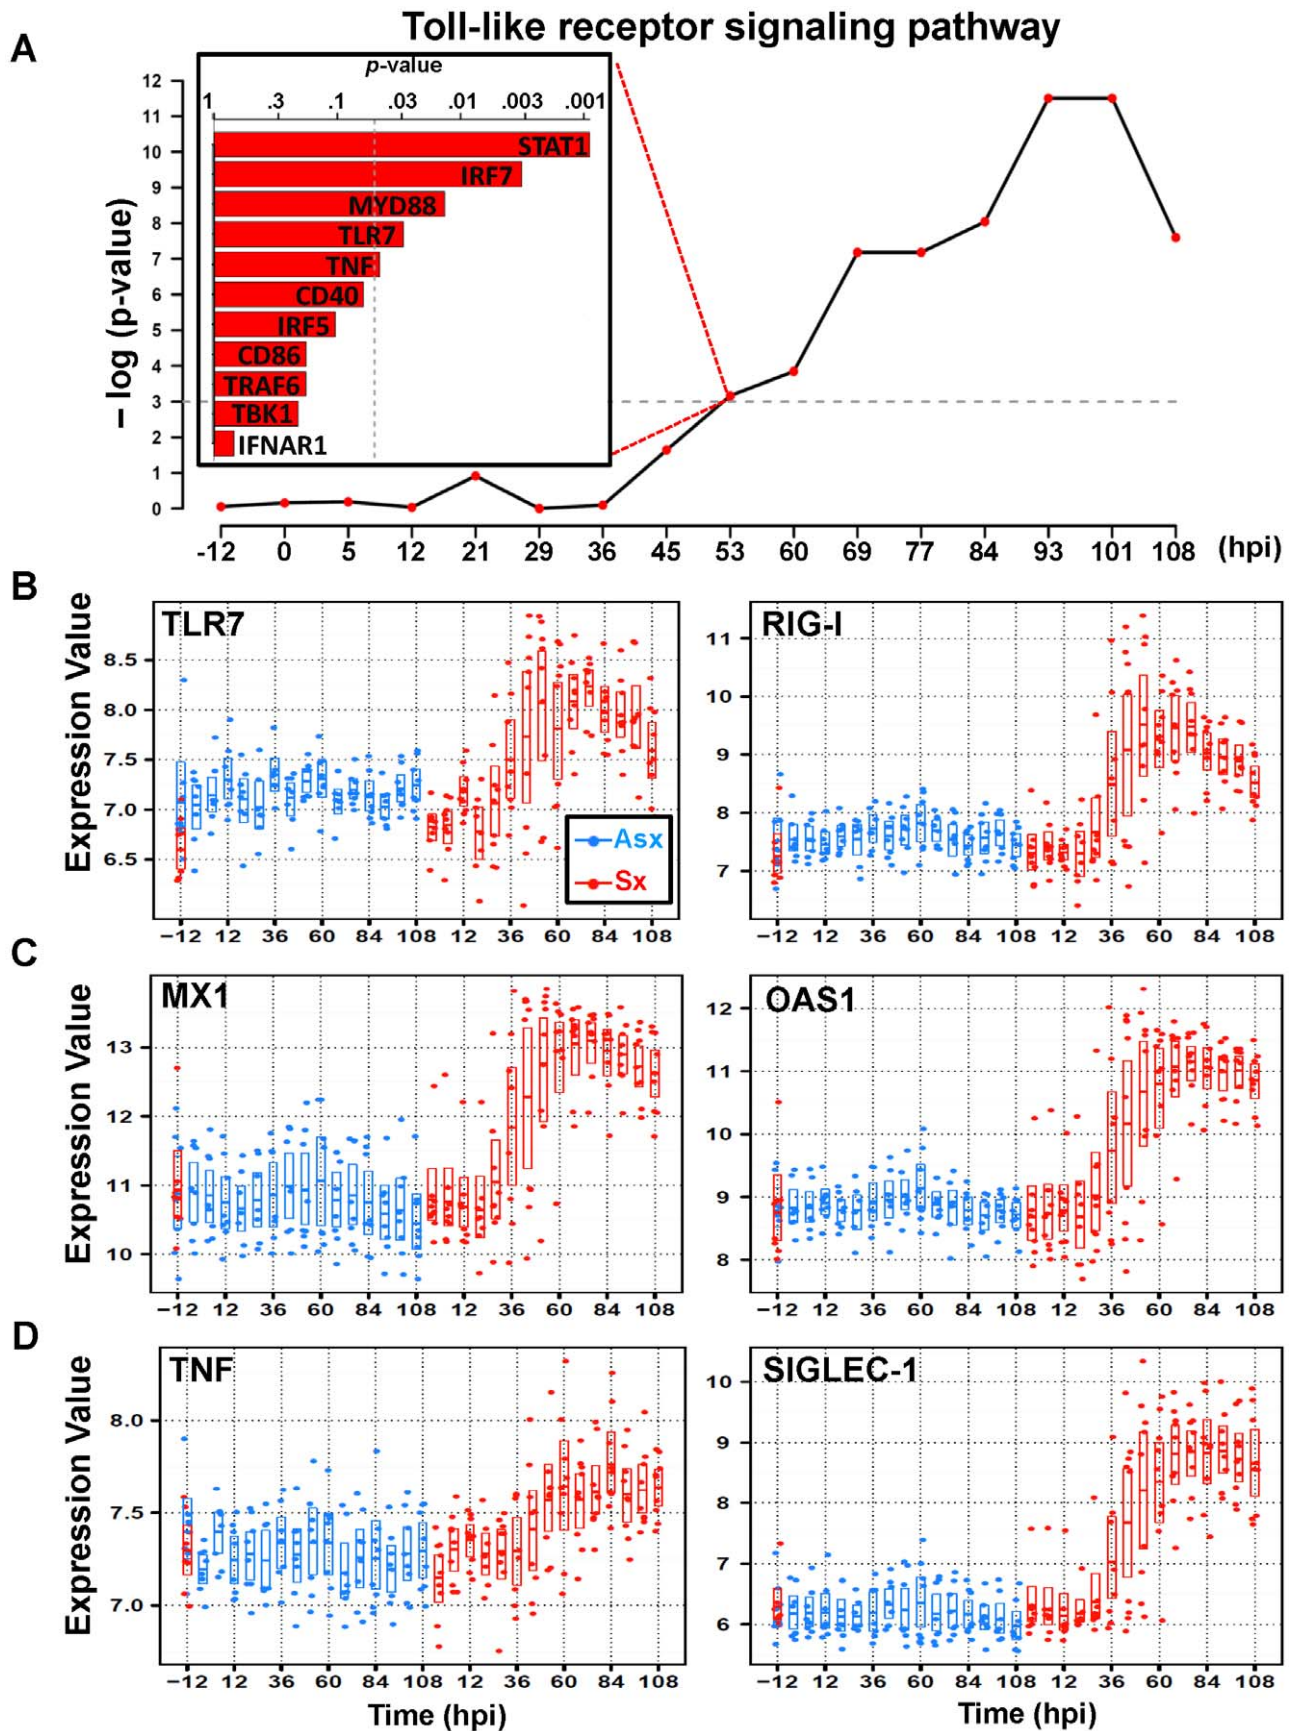 Toll-like receptor signaling pathway
A
p-value
1 .3 .1 .03 .01 .003 .001
STAT1
IRF7
MYD88
TLR7
TNF
CD40
IRF5
CD86
TRAF6
TBK1
IFNAR1
– log (p-value)
12
11
10
9
8
7
6
5
4
3
2
1
0
-12 0 5 12 21 29 36 45 53 60 69 77 84 93 101 108 (hpi)
B
Expression Value
TLR7
8.5
8.0
7.5
7.0
6.5
Asx
Sx
−12 12 36 60 84 108 12 36 60 84 108
RIG-I
11
10
9
8
7
−12 12 36 60 84 108 12 36 60 84 108
C
Expression Value
MX1
13
12
11
10
−12 12 36 60 84 108 12 36 60 84 108
OAS1
12
11
10
9
8
−12 12 36 60 84 108 12 36 60 84 108
D
Expression Value
TNF
8.0
7.5
7.0
−12 12 36 60 84 108 12 36 60 84 108
Time (hpi)
SIGLEC-1
10
9
8
7
6
−12 12 36 60 84 108 12 36 60 84 108
Time (hpi)